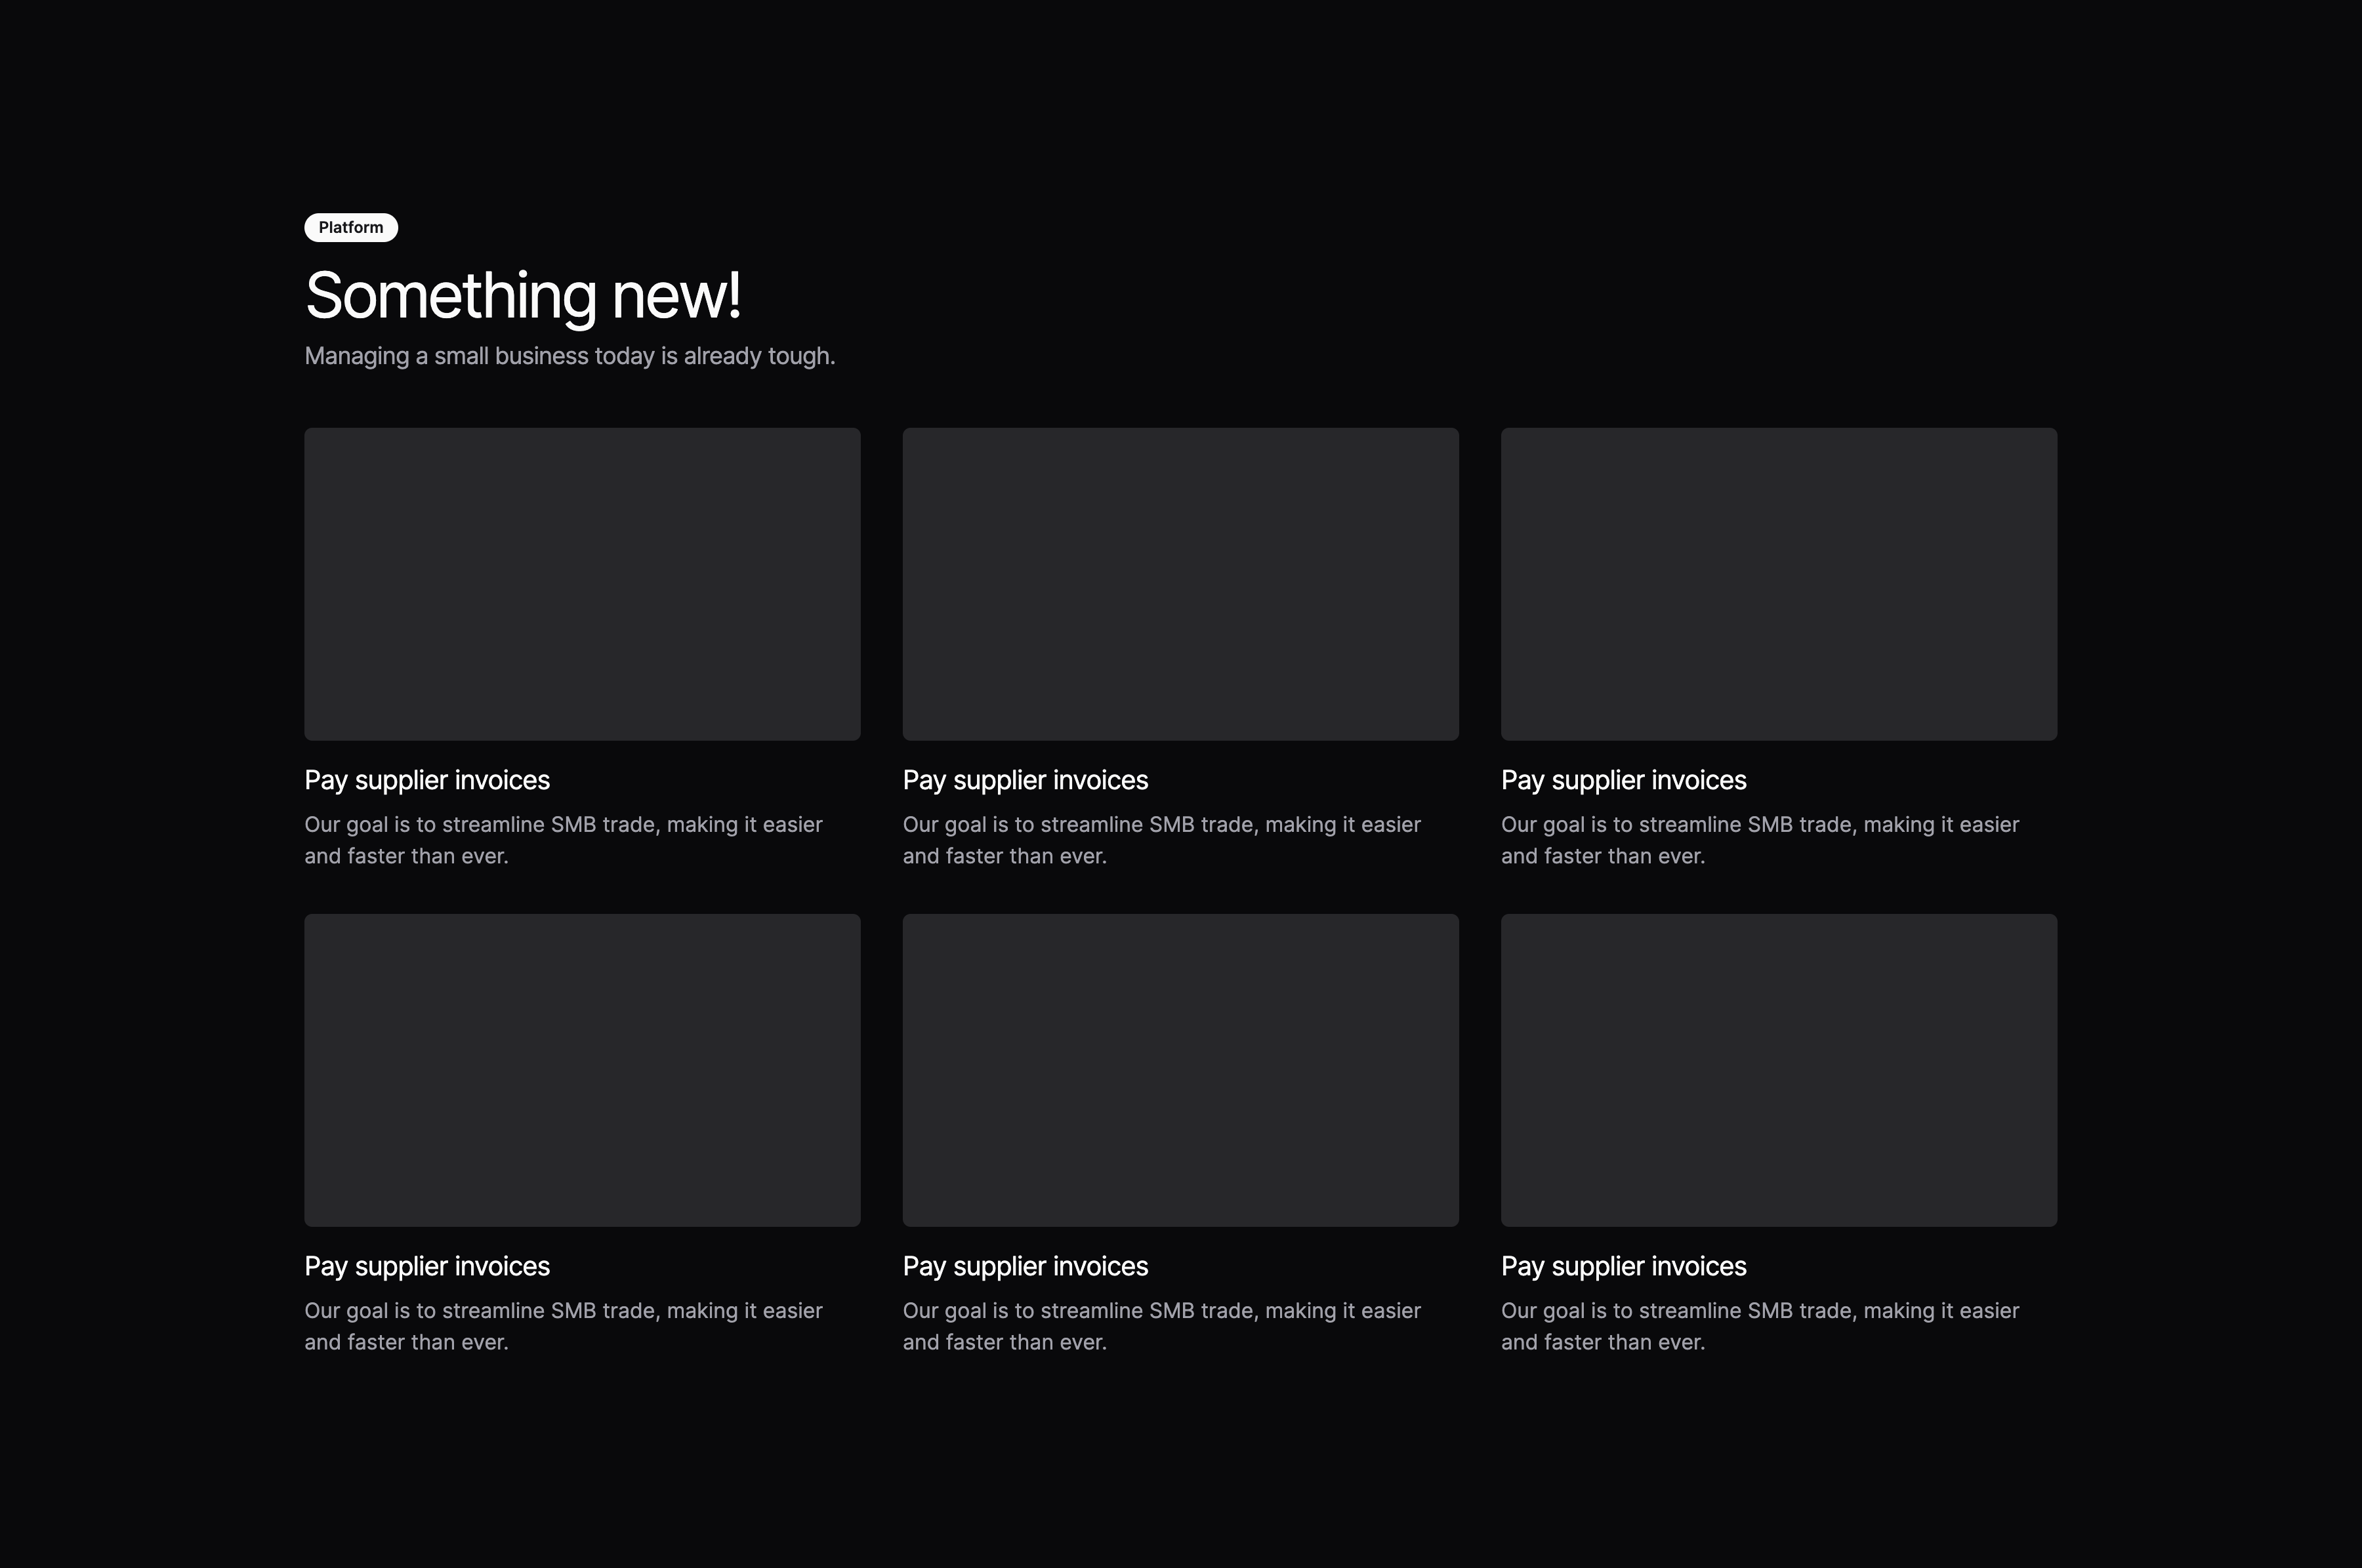 Platform
Something new!
Managing a small business today is already tough.
Pay supplier invoices
Our goal is to streamline SMB trade, making it easier
and faster than ever.
Pay supplier invoices
Our goal is to streamline SMB trade, making it easier
and faster than ever.
Pay supplier invoices
Our goal is to streamline SMB trade, making it easier
and faster than ever.
Pay supplier invoices
Our goal is to streamline SMB trade, making it easier
and faster than ever.
Pay supplier invoices
Our goal is to streamline SMB trade, making it easier
and faster than ever.
Pay supplier invoices
Our goal is to streamline SMB trade, making it easier
and faster than ever.